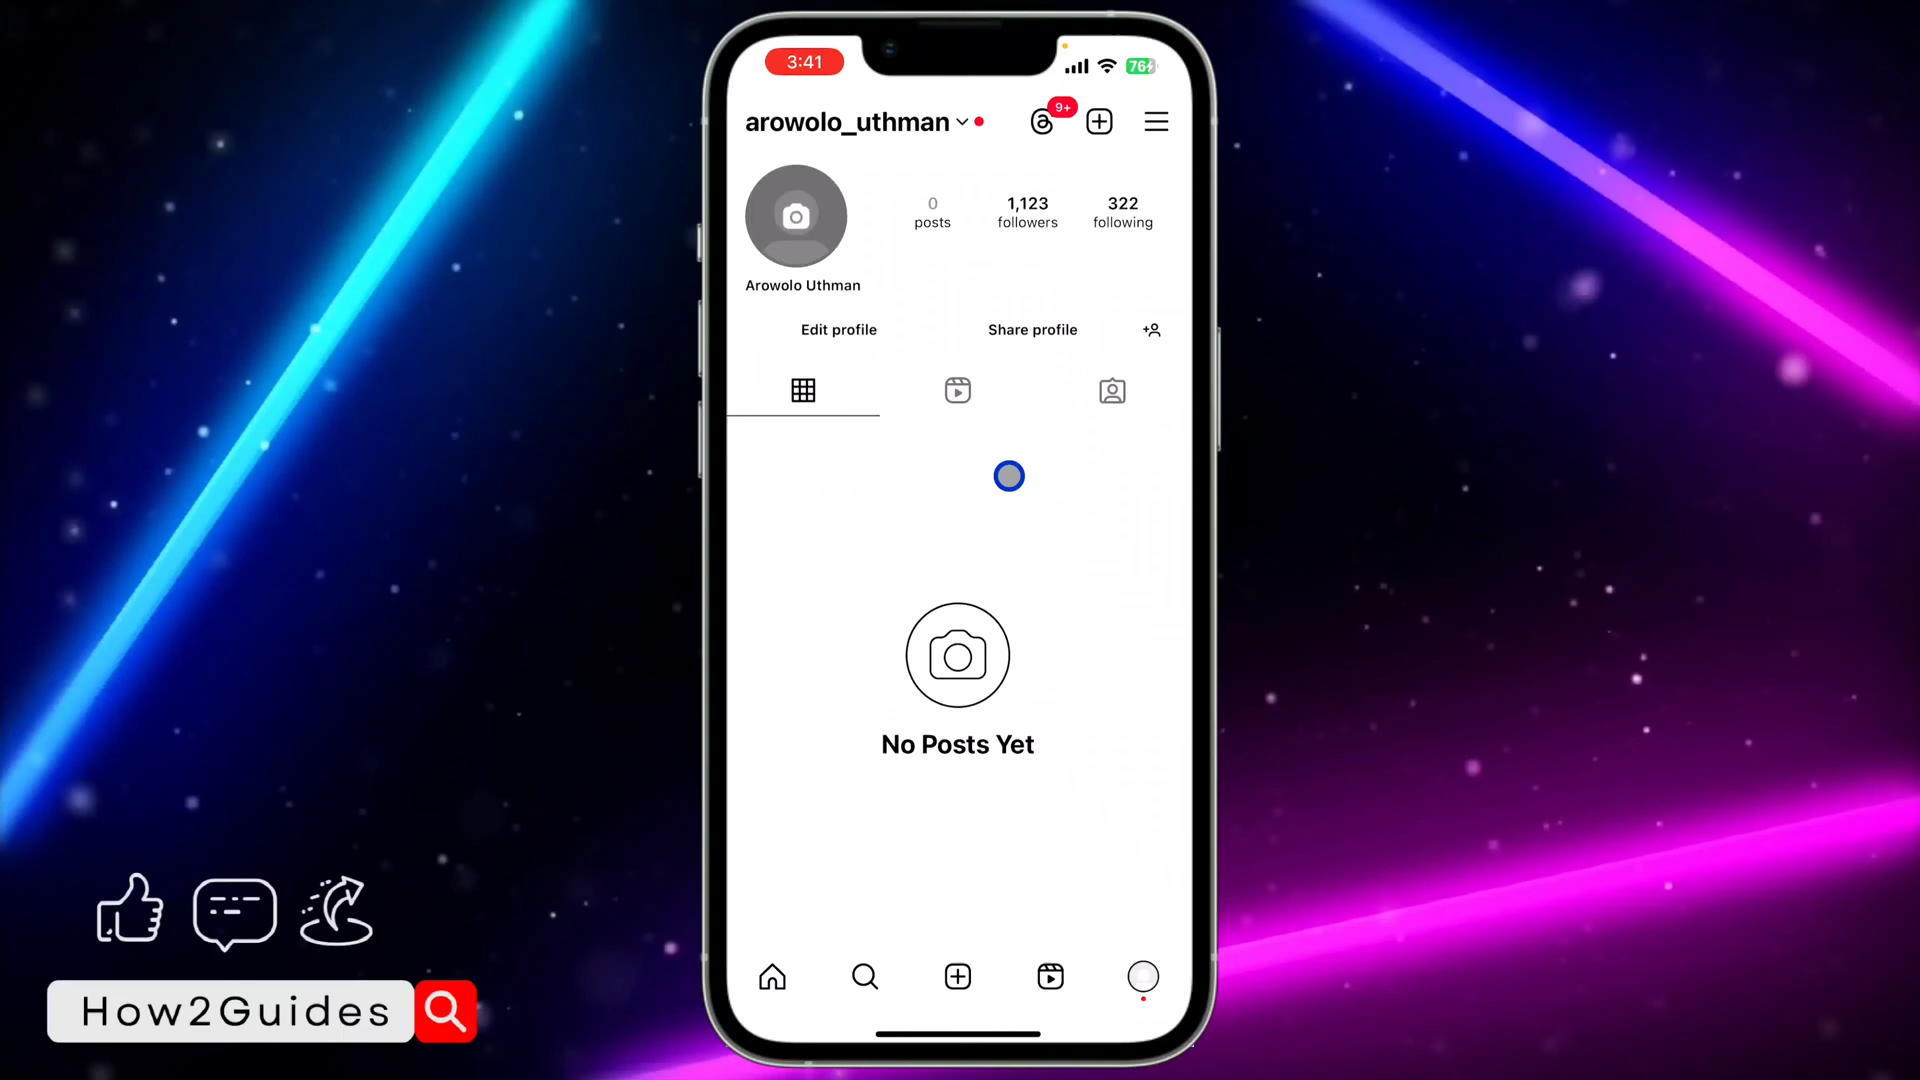 3:41
76
arowolo_uthman
9+
0
posts
1,123
followers
322
following
Arowolo Uthman
Edit profile
Share profile
No Posts Yet
How2Guides